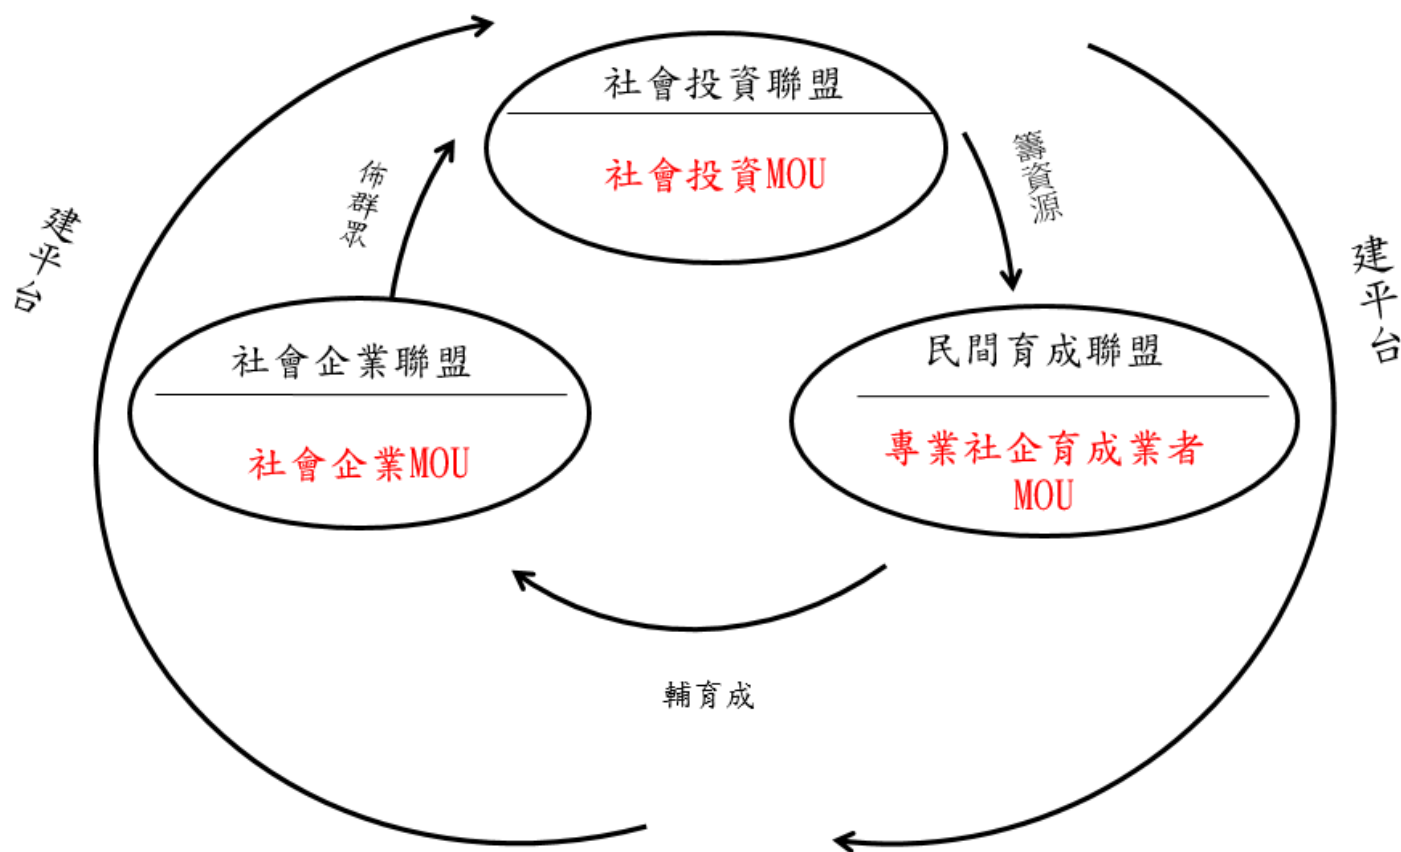 社會投資聯盟
社會投資MOU
籌資源
佈群眾
建平台
建平台
社會企業聯盟
社會企業MOU
民間育成聯盟
專業社企育成業者
MOU
輔育成